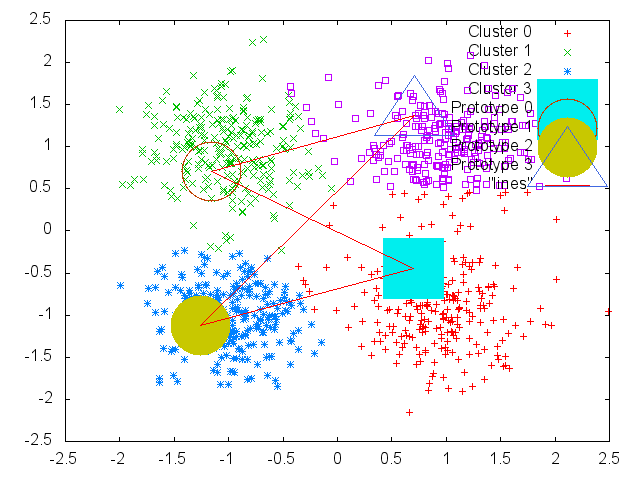 2.5
2
1.5
1
0.5
0
-0.5
-1
-1.5
-2
-2.5
-2.5
-2
-1.5
-1
-0.5
0
0.5
1
1.5
2
2.5
Cluster 0
Cluster 1
Cluster 2
Cluster 3
Prototype 0
Prototype 1
Prototype 2
Prototype 3
"lines"